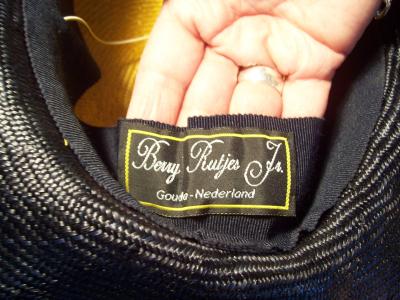 Berry Rutjes Jr.
Gouda - Nederland